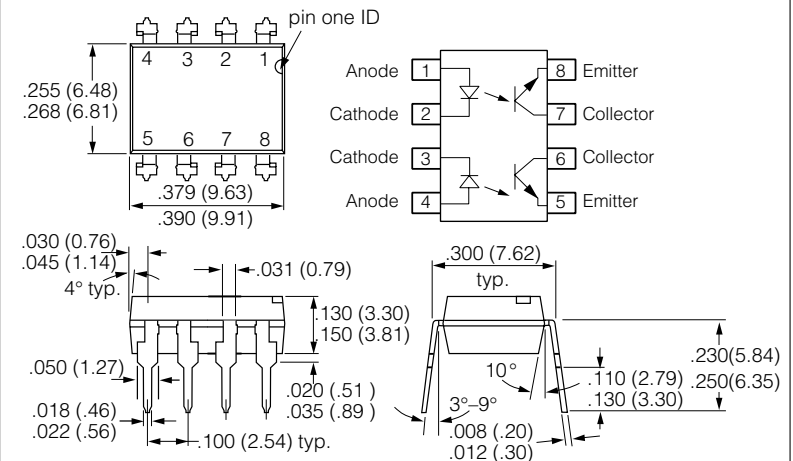 pin one ID
4 3 2 1
5 6 7 8
.255 (6.48)
.268 (6.81)
.379 (9.63)
.390 (9.91)
Anode 1 8 Emitter
Cathode 2 7 Collector
Cathode 3 6 Collector
Anode 4 5 Emitter
.030 (0.76)
.045 (1.14)
4° typ.
.031 (0.79)
.130 (3.30)
.150 (3.81)
.050 (1.27)
.020 (.51 )
.035 (.89 )
.018 (.46)
.022 (.56)
.100 (2.54) typ.
.300 (7.62)
typ.
.230(5.84)
.250(6.35)
10°
.110 (2.79)
.130 (3.30)
3°–9°
.008 (.20)
.012 (.30)